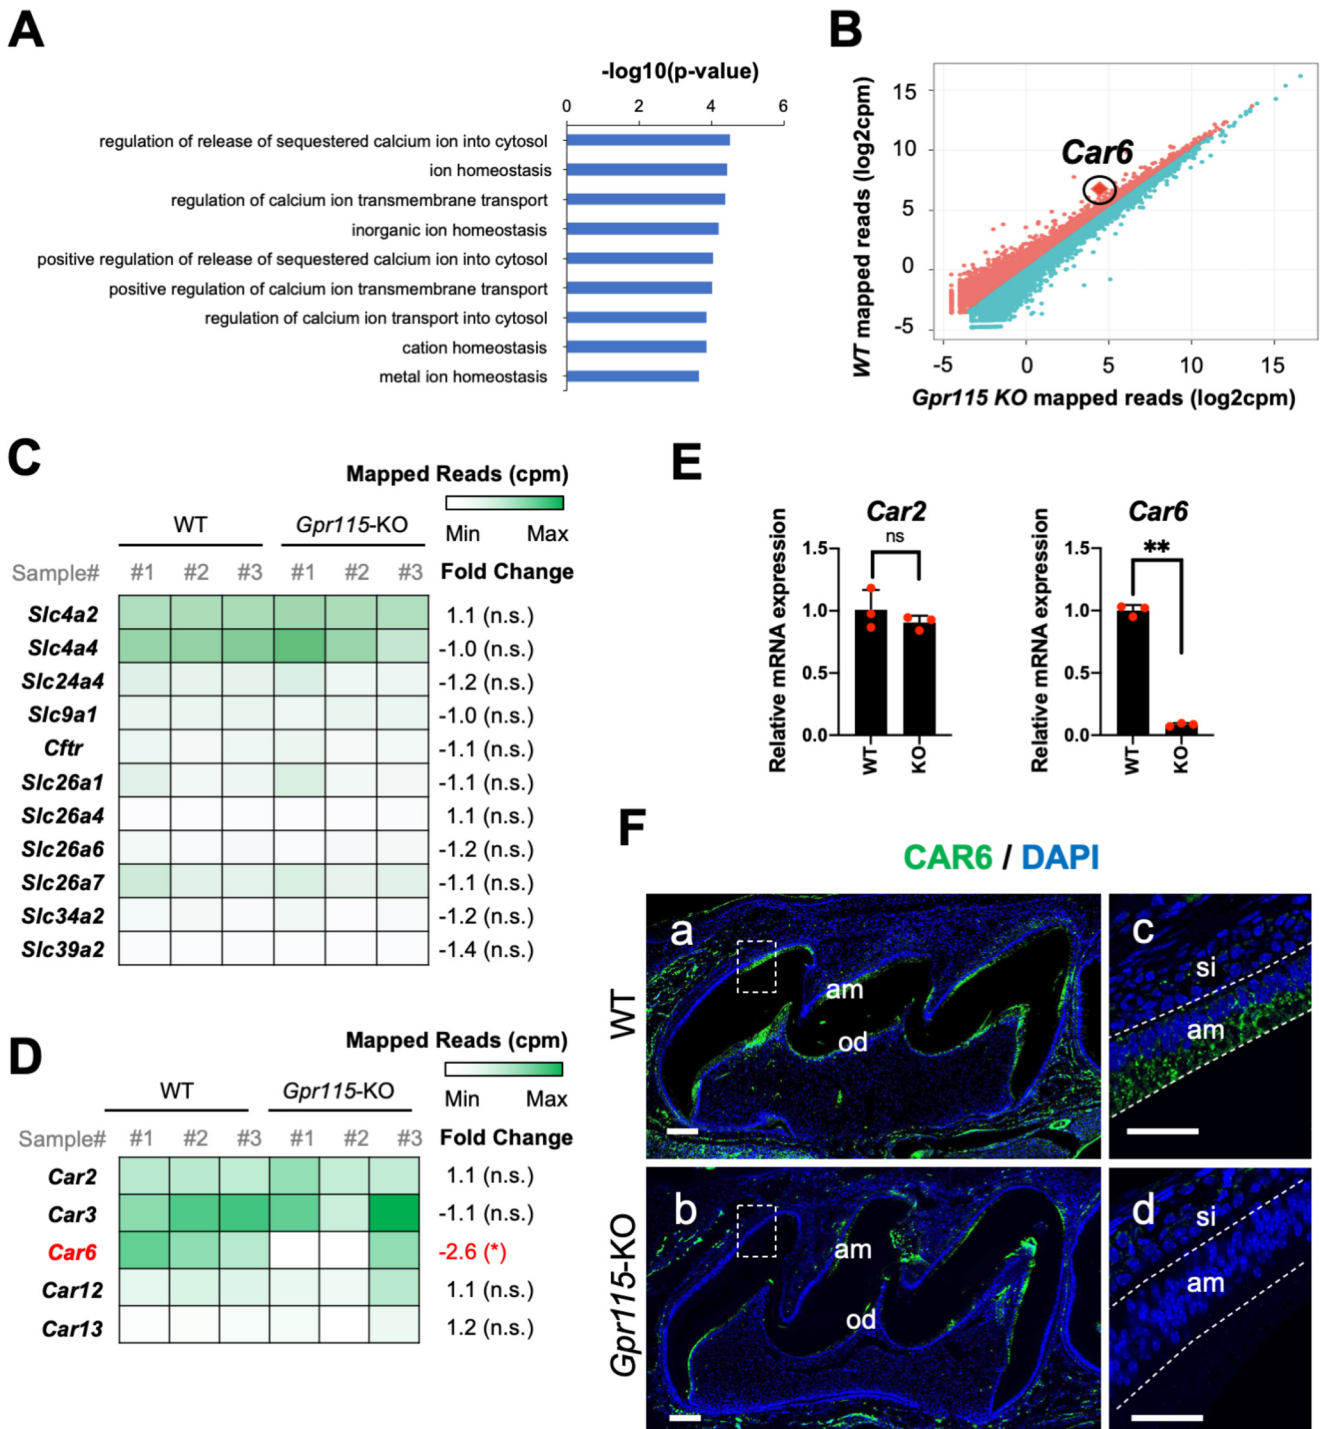 A
-log10(p-value)
0 2 4 6
regulation of release of sequestered calcium ion into cytosol
ion homeostasis
regulation of calcium ion transmembrane transport
inorganic ion homeostasis
positive regulation of release of sequestered calcium ion into cytosol
positive regulation of calcium ion transmembrane transport
regulation of calcium ion transport into cytosol
cation homeostasis
metal ion homeostasis
B
WT mapped reads (log2cpm)
15
10
5
0
-5
Car6
-5 0 5 10 15
Gpr115 KO mapped reads (log2cpm)
C
Mapped Reads (cpm)
Min Max
WT Gpr115-KO
Sample# #1 #2 #3 #1 #2 #3 Fold Change
Slc4a2 1.1 (n.s.)
Slc4a4 -1.0 (n.s.)
Slc24a4 -1.2 (n.s.)
Slc9a1 -1.0 (n.s.)
Cftr -1.1 (n.s.)
Slc26a1 -1.1 (n.s.)
Slc26a4 1.1 (n.s.)
Slc26a6 -1.2 (n.s.)
Slc26a7 -1.1 (n.s.)
Slc34a2 -1.2 (n.s.)
Slc39a2 -1.4 (n.s.)
D
Mapped Reads (cpm)
Min Max
WT Gpr115-KO
Sample# #1 #2 #3 #1 #2 #3 Fold Change
Car2 1.1 (n.s.)
Car3 -1.1 (n.s.)
Car6 -2.6 (*)
Car12 1.1 (n.s.)
Car13 1.2 (n.s.)
E
Car2
ns
Relative mRNA expression
1.5
1.0
0.5
0.0
WT KO
Car6
**
Relative mRNA expression
1.5
1.0
0.5
0.0
WT KO
F
CAR6 / DAPI
WT
a
am
od
c
si
am
Gpr115-KO
b
am
od
d
si
am